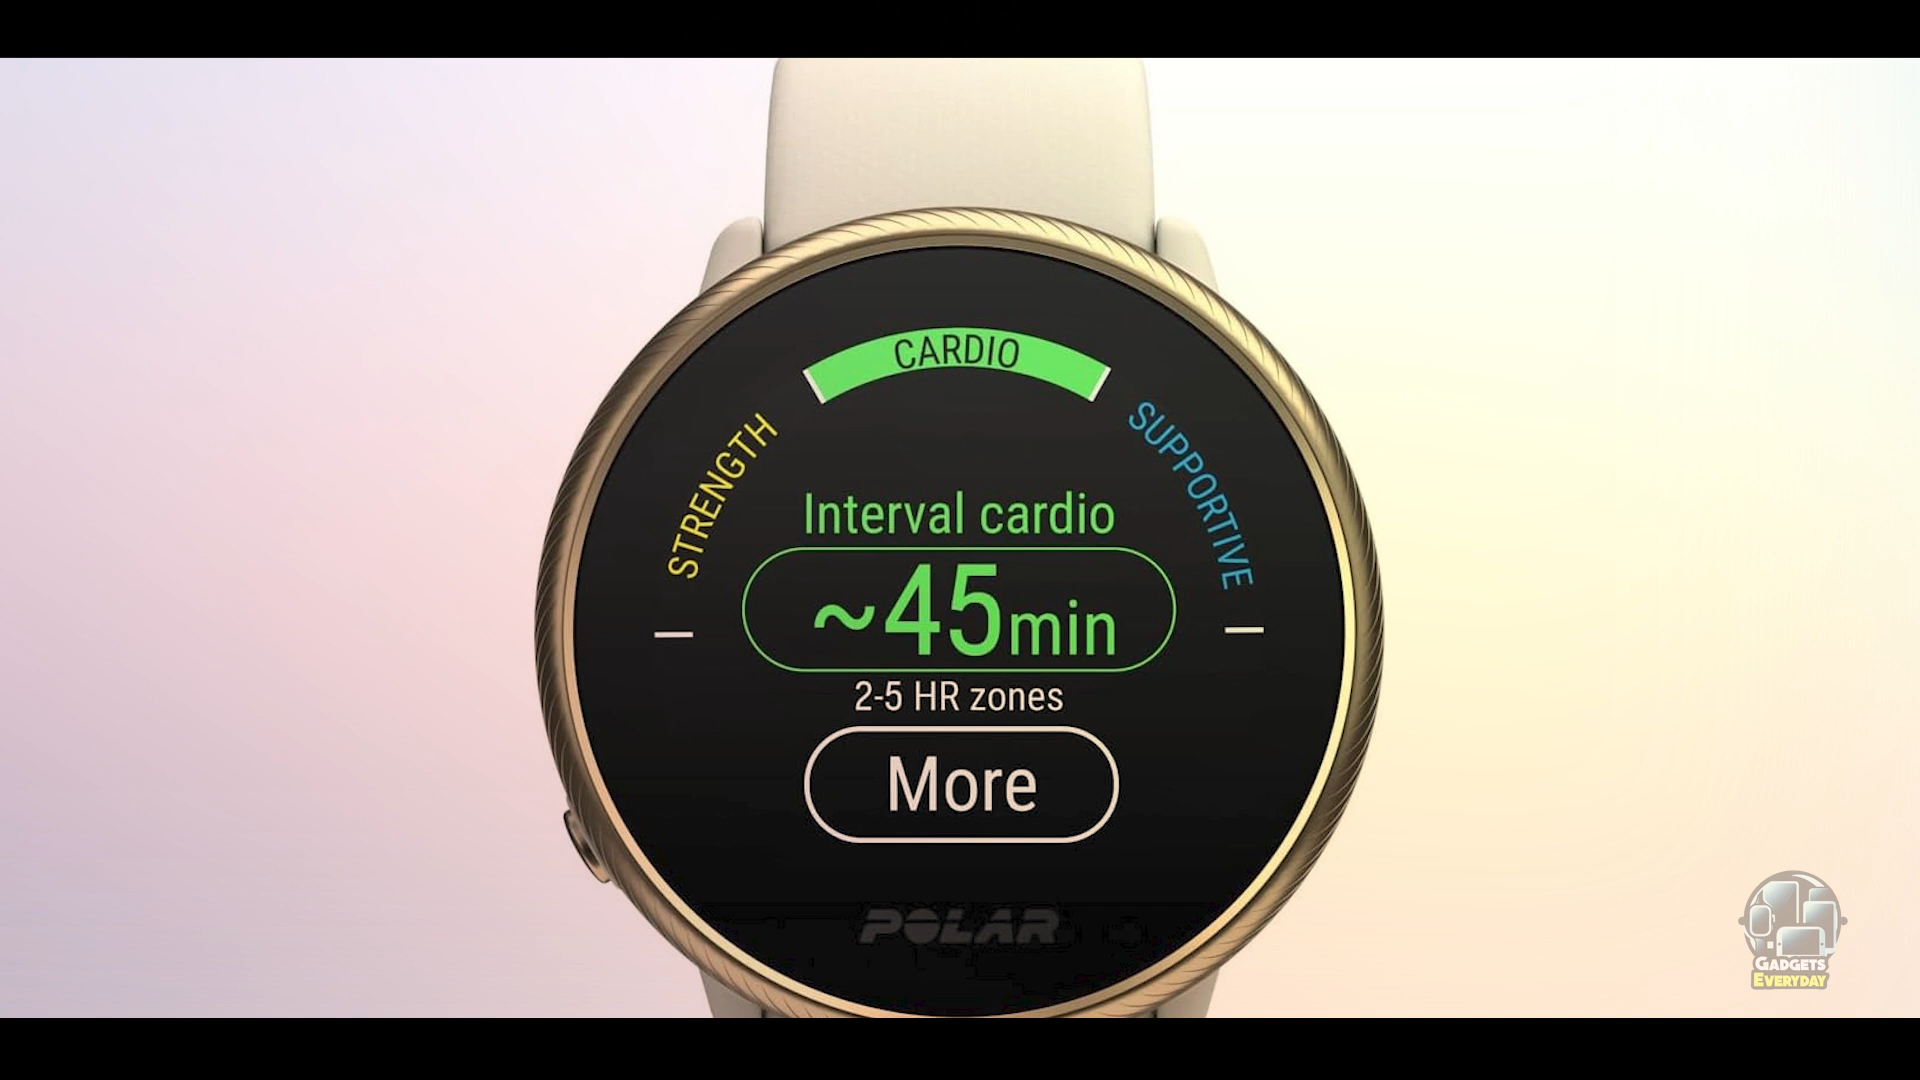 CARDIO
STRENGTH
SUPPORTIVE
Interval cardio
~45min
2-5 HR zones
More
POLAR
GADGETS
EVERYDAY